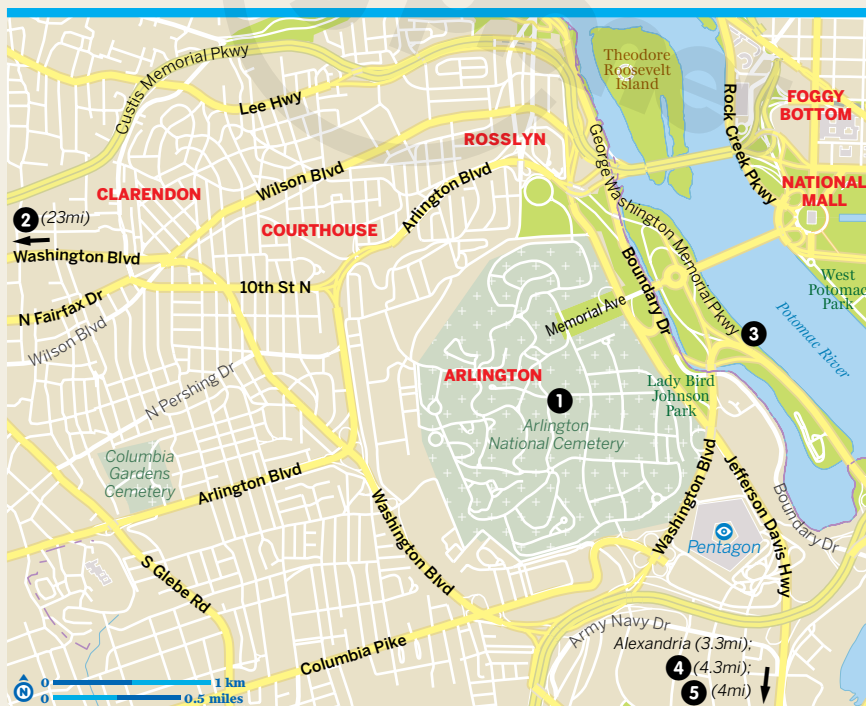 Theodore
Roosevelt
Island
Custis Memorial Pkwy
Lee Hwy
Rock Creek Pkwy
FOGGY
BOTTOM
ROSSLYN
George Washington Memorial Pkwy
CLARENDON
Wilson Blvd
Arlington Blvd
NATIONAL
MALL
2 (23mi)
COURTHOUSE
Washington Blvd
Boundary Dr
10th St N
West
Potomac
Park
N Fairfax Dr
Memorial Ave
Potomac River
Wilson Blvd
3
N Pershing Dr
ARLINGTON
Lady Bird
Johnson
Park
1
Arlington
National Cemetery
Columbia
Gardens
Cemetery
Arlington Blvd
Washington Blvd
Washington Blvd
Jefferson Davis Hwy
Boundary Dr
Pentagon
S Glebe Rd
Columbia Pike
Army Navy Dr
Alexandria (3.3mi);
4 (4.3mi);
5 (4mi)
N
0 1 km
0 0.5 miles